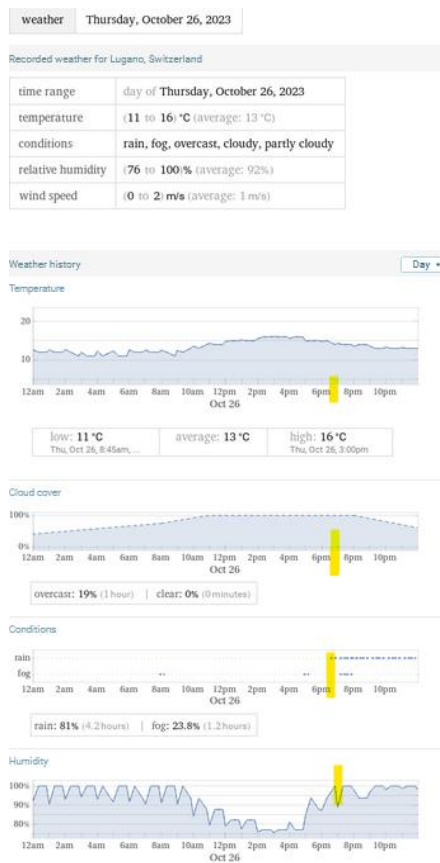 weather Thursday, October 26, 2023
Recorded weather for Lugano, Switzerland
time range day of Thursday, October 26, 2023
temperature (11 to 16) °C (average: 13 °C)
conditions rain, fog, overcast, cloudy, partly cloudy
relative humidity (76 to 100)% (average: 92%)
wind speed (0 to 2) m/s (average: 1 m/s)
Weather history Day
Temperature
20
10
12am 2am 4am 6am 8am 10am 12pm 2pm 4pm 6pm 8pm 10pm
Oct 26
low: 11 °C average: 13 °C high: 16 °C
Thu, Oct 26, 8:45am, ... Thu, Oct 26, 3:00pm
Cloud cover
100%
0%
12am 2am 4am 6am 8am 10am 12pm 2pm 4pm 6pm 8pm 10pm
Oct 26
overcast: 19% (1 hour) | clear: 0% (0 minutes)
Conditions
rain
fog
12am 2am 4am 6am 8am 10am 12pm 2pm 4pm 6pm 8pm 10pm
Oct 26
rain: 81% (4.2 hours) | fog: 23.8% (1.2 hours)
Humidity
100%
90%
80%
12am 2am 4am 6am 8am 10am 12pm 2pm 4pm 6pm 8pm 10pm
Oct 26